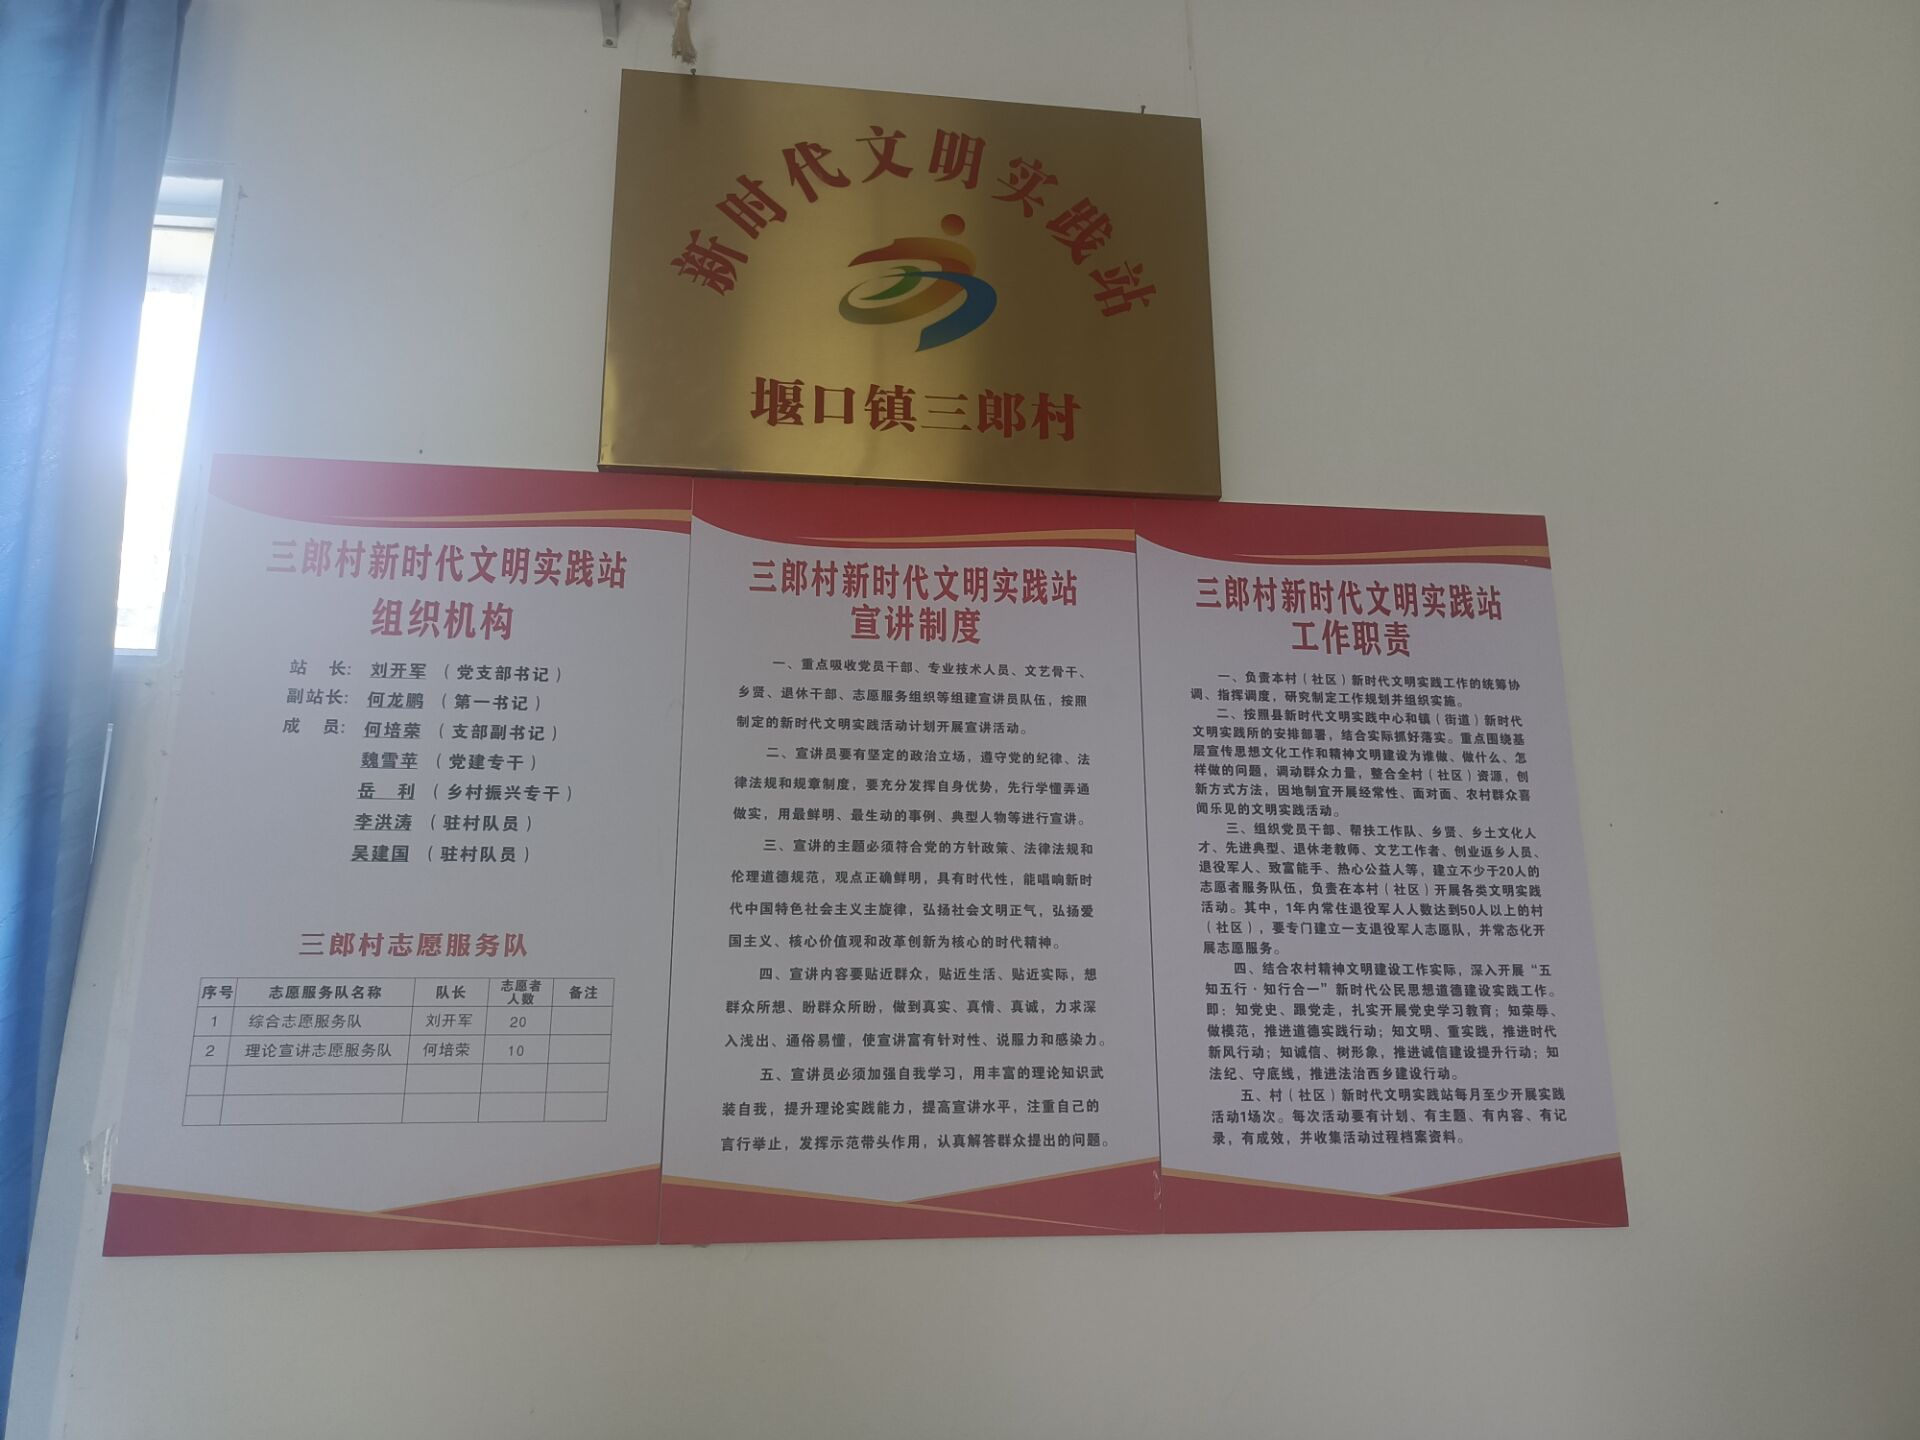 新时代文明实践站
堰口镇三郎村
三郎村新时代文明实践站
组织机构
站 长：刘开军（党支部书记）
副站长：何龙鹏（第一书记）
成 员：何培荣（支部副书记）
魏雪苹（党建专干）
岳 利（乡村振兴专干）
李洪涛（驻村队员）
吴建国（驻村队员）
三郎村志愿服务队
序号 志愿服务队名称 队长 志愿者人数 备注
1 综合志愿服务队 刘开军 20
2 理论宣讲志愿服务队 何培荣 10
三郎村新时代文明实践站
宣讲制度
一、重点吸收党员干部、专业技术人员、文艺骨干、
乡贤、退休干部、志愿服务组织等组建宣讲员队伍，按照
制定的新时代文明实践活动计划开展宣讲活动。
二、宣讲员要有坚定的政治立场，遵守党的纪律、法
律法规和规章制度，要充分发挥自身优势，先行学懂弄通
做实，用最鲜明、最生动的事例、典型人物等进行宣讲。
三、宣讲的主题必须符合党的方针政策、法律法规和
伦理道德规范，观点正确鲜明，具有时代性，能唱响新时
代中国特色社会主义主旋律，弘扬社会文明正气，弘扬爱
国主义、核心价值观和改革创新为核心的时代精神。
四、宣讲内容要贴近群众，贴近生活、贴近实际，想
群众所想、盼群众所盼，做到真实、真情、真诚，力求深
入浅出、通俗易懂，使宣讲富有针对性、说服力和感染力。
五、宣讲员必须加强自我学习，用丰富的理论知识武
装自我，提升理论实践能力，提高宣讲水平，注重自己的
言行举止，发挥示范带头作用，认真解答群众提出的问题。
三郎村新时代文明实践站
工作职责
一、负责本村（社区）新时代文明实践工作的统筹协
调、指挥调度，研究制定工作规划并组织实施。
二、按照县新时代文明实践中心和镇（街道）新时代
文明实践所的安排部署，结合实际抓好落实。重点围绕基
层宣传思想文化工作和精神文明建设为谁做、做什么、怎
样做的问题，调动群众力量，整合全村（社区）资源，创
新方式方法，因地制宜开展经常性、面对面、农村群众喜
闻乐见的文明实践活动。
三、组织党员干部、帮扶工作队、乡贤、乡土文化人
才、先进典型、退休老教师、文艺工作者、创业返乡人员、
退役军人、致富能手、热心公益人等，建立不少于20人的
志愿者服务队伍，负责在本村（社区）开展各类文明实践
活动。其中，1年内常住退役军人人数达到50人以上的村
（社区），要专门建立一支退役军人志愿队，并常态化开
展志愿服务。
四、结合农村精神文明建设工作实际，深入开展“五
知五行·知行合一”新时代公民思想道德建设实践工作。
即：知党史、跟党走，扎实开展党史学习教育；知荣辱、
做模范，推进道德实践行动；知文明、重实践，推进时代
新风行动；知诚信、树形象，推进诚信建设提升行动；知
法纪、守底线，推进法治西乡建设行动。
五、村（社区）新时代文明实践站每月至少开展实践
活动1场次。每次活动要有计划、有主题、有内容、有记
录，有成效，并收集活动过程档案资料。